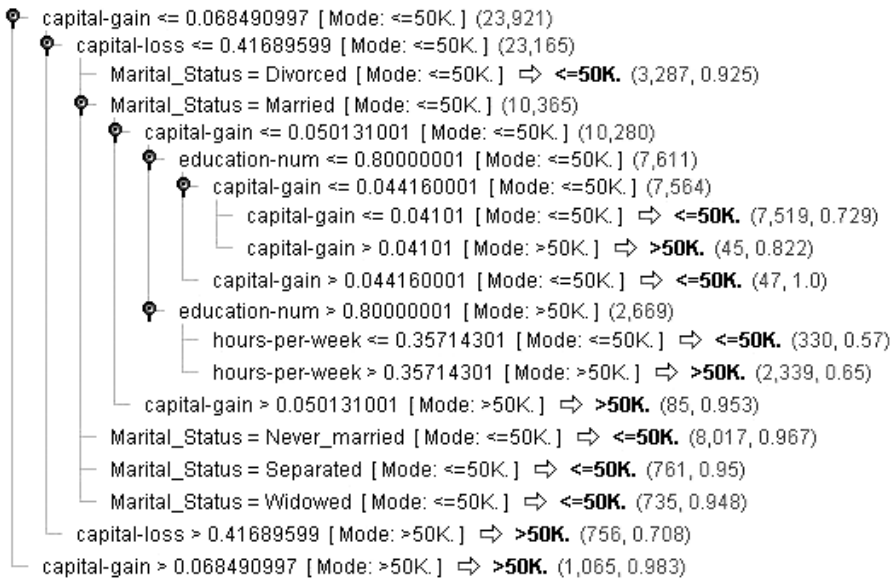 capital-gain <= 0.068490997 [Mode: <=50K.] (23,921)
capital-loss <= 0.41689599 [Mode: <=50K.] (23,165)
Marital_Status = Divorced [Mode: <=50K.] ⇨ <=50K. (3,287, 0.925)
Marital_Status = Married [Mode: <=50K.] (10,365)
capital-gain <= 0.050131001 [Mode: <=50K.] (10,280)
education-num <= 0.80000001 [Mode: <=50K.] (7,611)
capital-gain <= 0.044160001 [Mode: <=50K.] (7,564)
capital-gain <= 0.04101 [Mode: <=50K.] ⇨ <=50K. (7,519, 0.729)
capital-gain > 0.04101 [Mode: >50K.] ⇨ >50K. (45, 0.822)
capital-gain > 0.044160001 [Mode: <=50K.] ⇨ <=50K. (47, 1.0)
education-num > 0.80000001 [Mode: >50K.] (2,669)
hours-per-week <= 0.35714301 [Mode: <=50K.] ⇨ <=50K. (330, 0.57)
hours-per-week > 0.35714301 [Mode: >50K.] ⇨ >50K. (2,339, 0.65)
capital-gain > 0.050131001 [Mode: >50K.] ⇨ >50K. (85, 0.953)
Marital_Status = Never_married [Mode: <=50K.] ⇨ <=50K. (8,017, 0.967)
Marital_Status = Separated [Mode: <=50K.] ⇨ <=50K. (761, 0.95)
Marital_Status = Widowed [Mode: <=50K.] ⇨ <=50K. (735, 0.948)
capital-loss > 0.41689599 [Mode: >50K.] ⇨ >50K. (756, 0.708)
capital-gain > 0.068490997 [Mode: >50K.] ⇨ >50K. (1,065, 0.983)